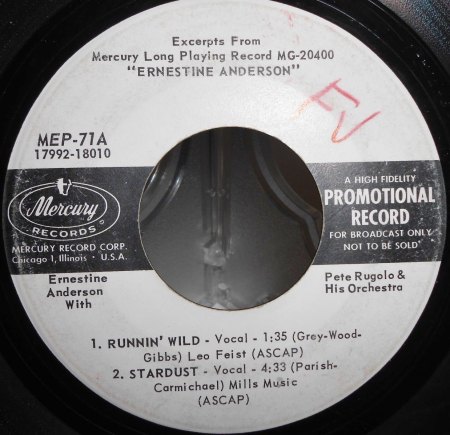 Excerpts From
Mercury Long Playing Record MG-20400
"ERNESTINE ANDERSON"
MEP-71A
17992-18010
Mercury
RECORDS
MERCURY RECORD CORP.
Chicago 1, Illinois · U.S.A.
A HIGH FIDELITY
PROMOTIONAL
RECORD
FOR BROADCAST ONLY
NOT TO BE SOLD
Ernestine
Anderson
With
Pete Rugolo &
His Orchestra
1. RUNNIN' WILD - Vocal - 1:35 (Grey-Wood-
Gibbs) Leo Feist (ASCAP)
2. STARDUST - Vocal - 4:33 (Parish-
Carmichael) Mills Music
(ASCAP)